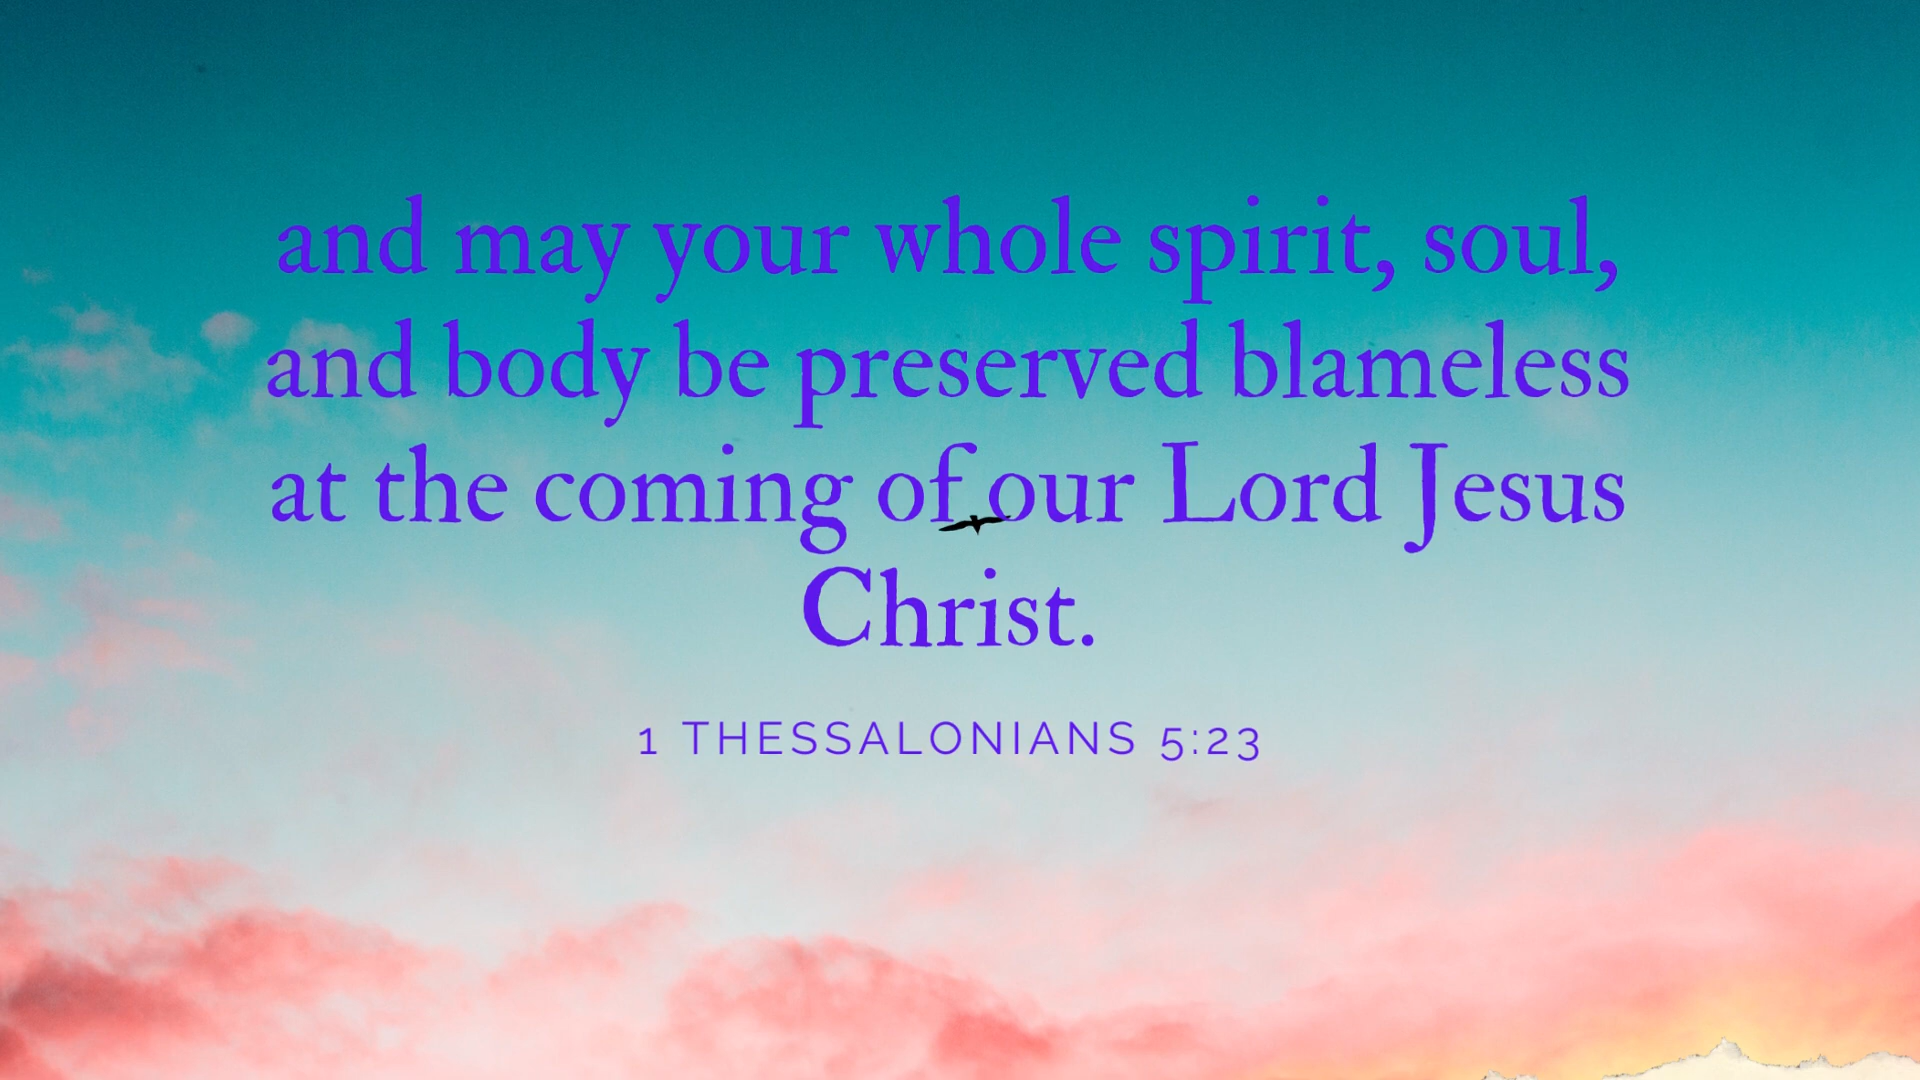 and may your whole spirit, soul,
and body be preserved blameless
at the coming of our Lord Jesus
Christ.
1 THESSALONIANS 5:23